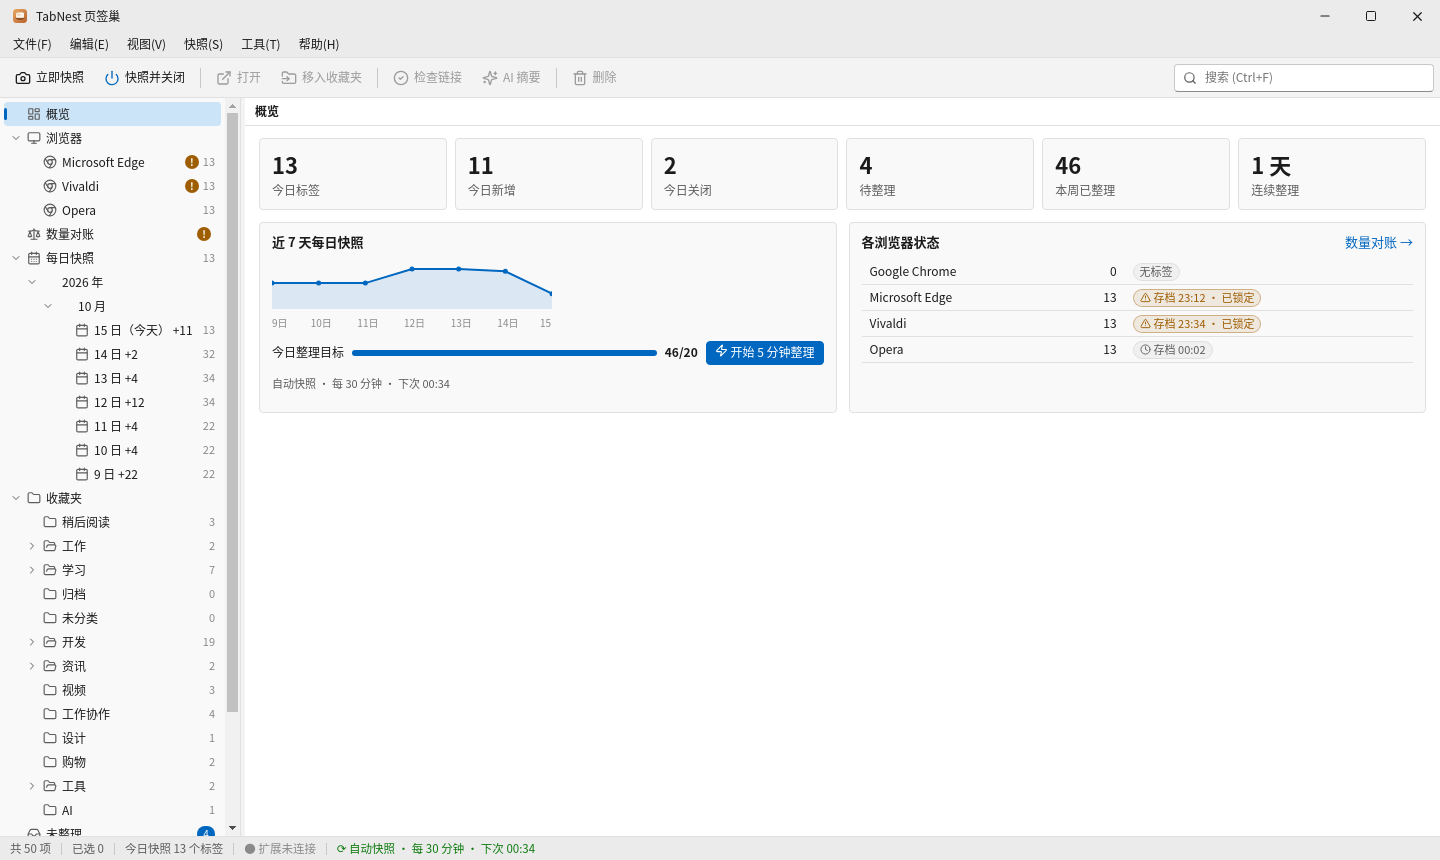 TabNest 页签巢
文件(F) 编辑(E) 视图(V) 快照(S) 工具(T) 帮助(H)
立即快照 快照并关闭 打开 移入收藏夹 检查链接 AI 摘要 删除 搜索 (Ctrl+F)
概览
浏览器
Microsoft Edge ! 13
Vivaldi ! 13
Opera 13
数量对账 !
每日快照 13
2026 年
10 月
15 日（今天） +11 13
14 日 +2 32
13 日 +4 34
12 日 +12 34
11 日 +4 22
10 日 +4 22
9 日 +22 22
收藏夹
稍后阅读 3
工作 2
学习 7
归档 0
未分类 0
开发 19
资讯 2
视频 3
工作协作 4
设计 1
购物 2
工具 2
AI 1
未整理 4
概览
13
今日标签
11
今日新增
2
今日关闭
4
待整理
46
本周已整理
1 天
连续整理
近 7 天每日快照
9日 10日 11日 12日 13日 14日 15
今日整理目标 46/20 开始 5 分钟整理
自动快照 · 每 30 分钟 · 下次 00:34
各浏览器状态 数量对账 →
Google Chrome 0 无标签
Microsoft Edge 13 存档 23:12 · 已锁定
Vivaldi 13 存档 23:34 · 已锁定
Opera 13 存档 00:02
共 50 项 已选 0 今日快照 13 个标签 扩展未连接 ⟳ 自动快照 · 每 30 分钟 · 下次 00:34